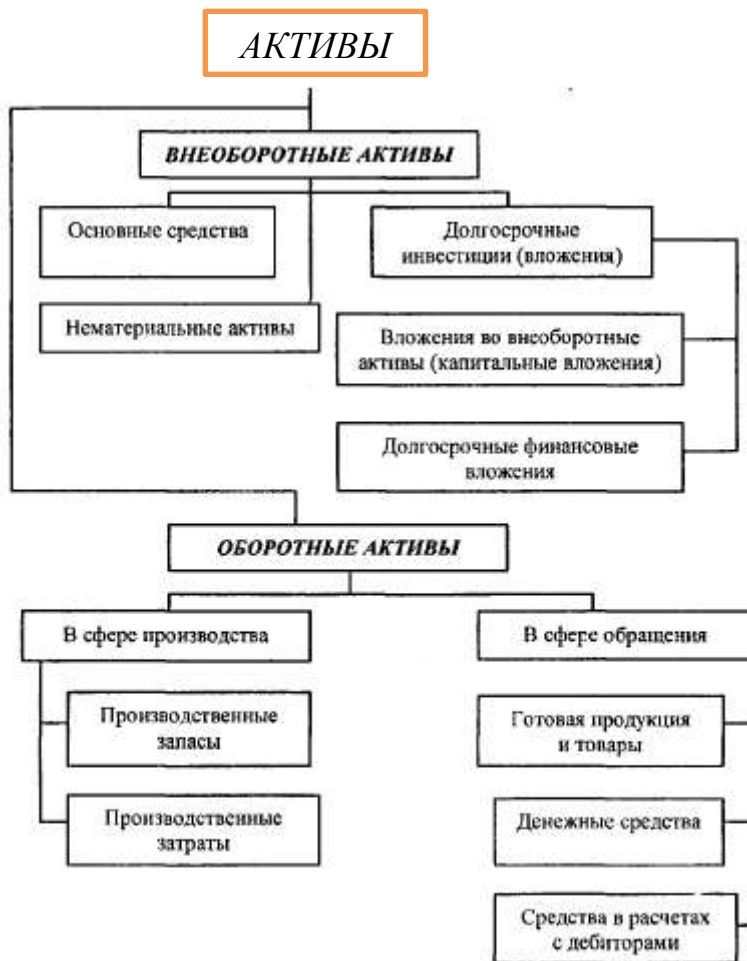 АКТИВЫ
ВНЕОБОРОТНЫЕ АКТИВЫ
Основные средства
Долгосрочные
инвестиции (вложения)
Нематериальные активы
Вложения во внеоборотные
активы (капитальные вложения)
Долгосрочные финансовые
вложения
ОБОРОТНЫЕ АКТИВЫ
В сфере производства
В сфере обращения
Производственные
запасы
Готовая продукция
и товары
Производственные
затраты
Денежные средства
Средства в расчетах
с дебиторами